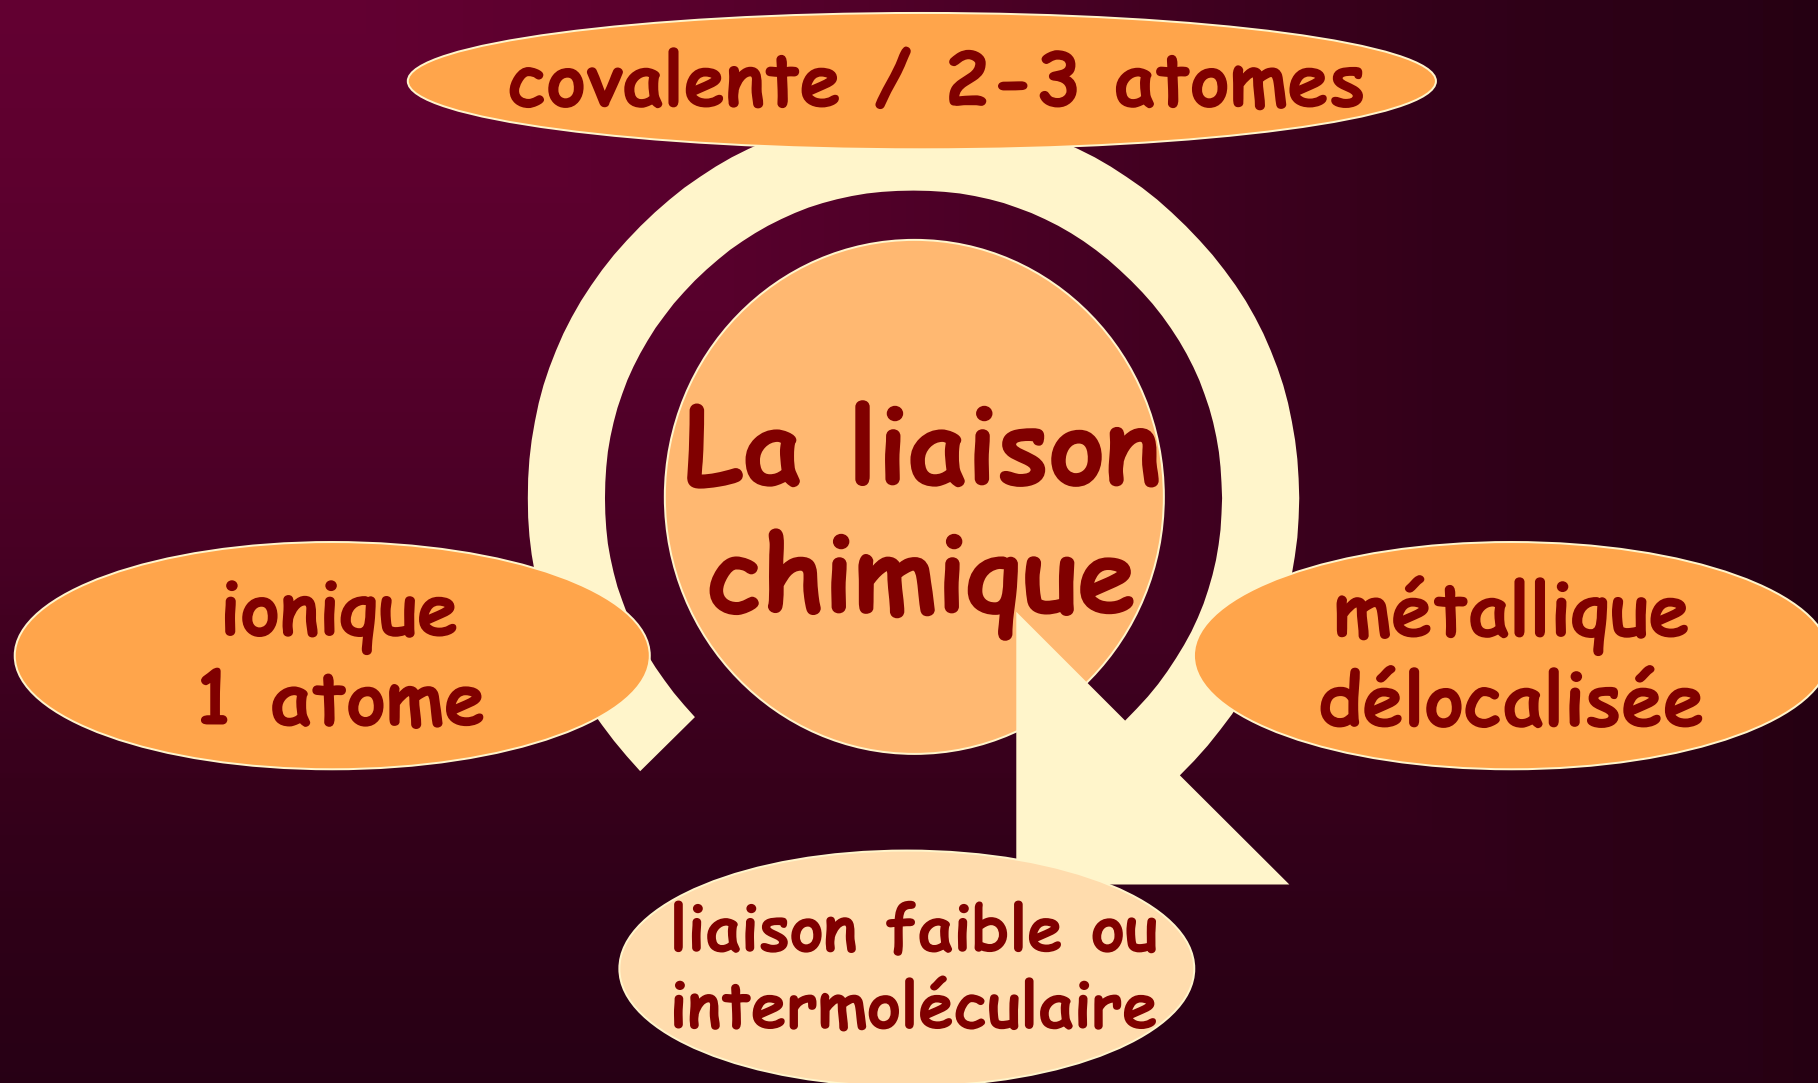 covalente / 2-3 atomes
La liaison
chimique
ionique
1 atome
métallique
délocalisée
liaison faible ou
intermoléculaire